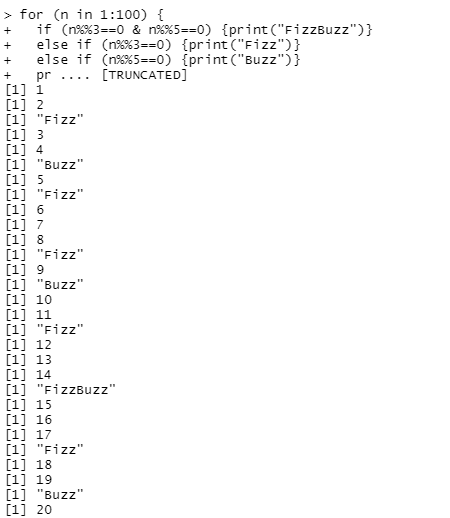 > for (n in 1:100) {
+   if (n%%3==0 & n%%5==0) {print("FizzBuzz")}
+   else if (n%%3==0) {print("Fizz")}
+   else if (n%%5==0) {print("Buzz")}
+   pr .... [TRUNCATED]
[1] 1
[1] 2
[1] "Fizz"
[1] 3
[1] 4
[1] "Buzz"
[1] 5
[1] "Fizz"
[1] 6
[1] 7
[1] 8
[1] "Fizz"
[1] 9
[1] "Buzz"
[1] 10
[1] 11
[1] "Fizz"
[1] 12
[1] 13
[1] 14
[1] "FizzBuzz"
[1] 15
[1] 16
[1] 17
[1] "Fizz"
[1] 18
[1] 19
[1] "Buzz"
[1] 20